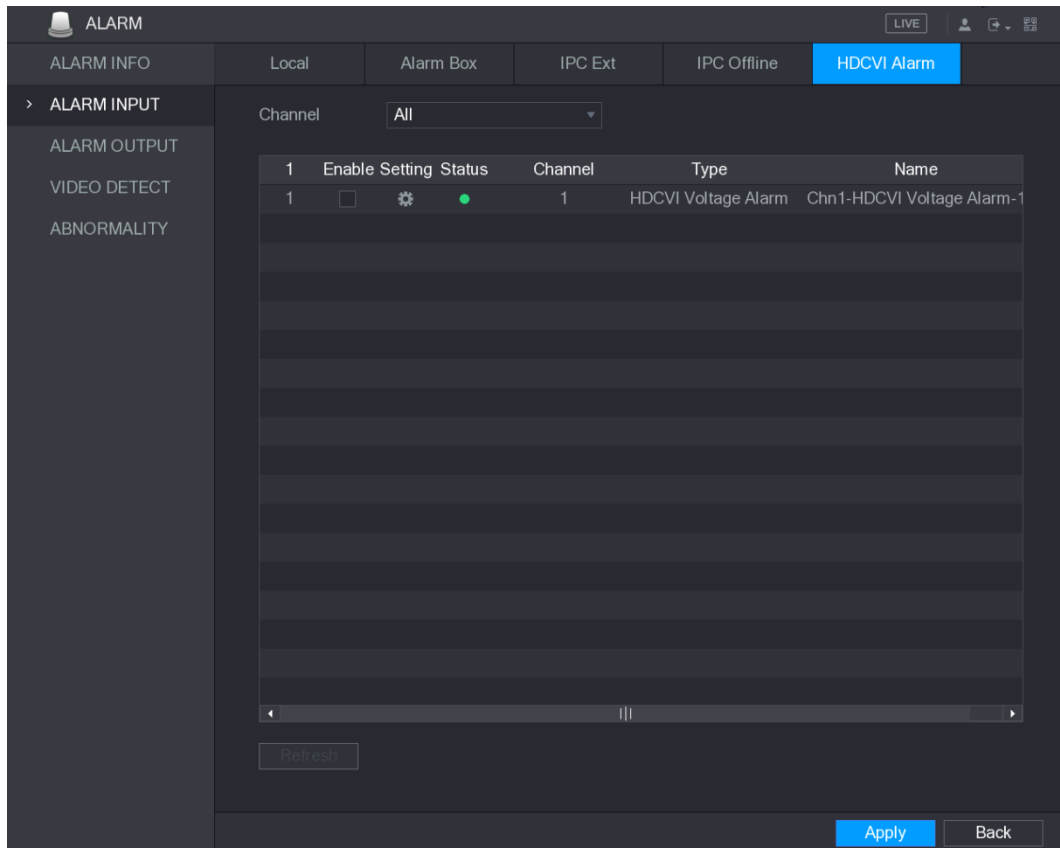 ALARM
LIVE
ALARM INFO
ALARM INPUT
ALARM OUTPUT
VIDEO DETECT
ABNORMALITY
Local Alarm Box IPC Ext IPC Offline HDCVI Alarm
Channel All
1 Enable Setting Status Channel Type Name
1 1 HDCVI Voltage Alarm Chn1-HDCVI Voltage Alarm-1
Refresh
Apply Back